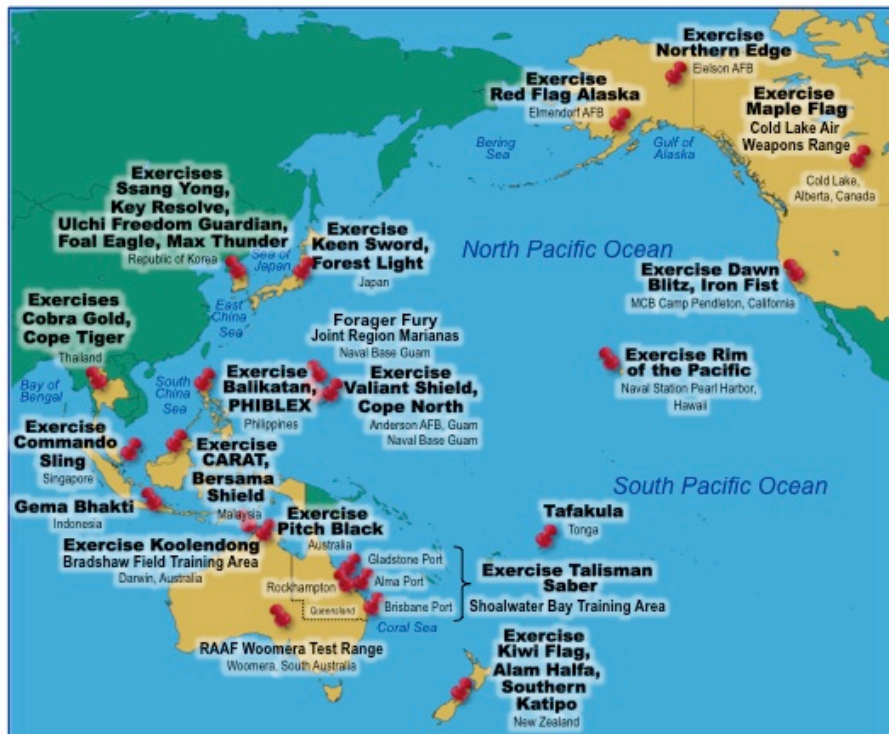 Exercise
Northern Edge
Eielson AFB
Exercise
Red Flag Alaska
Elmendorf AFB
Exercise
Maple Flag
Cold Lake Air
Weapons Range
Cold Lake,
Alberta, Canada
Bering
Sea
Gulf of
Alaska
Exercises
Ssang Yong,
Key Resolve,
Ulchi Freedom Guardian,
Foal Eagle, Max Thunder
Republic of Korea
Sea of
Japan
Exercise
Keen Sword,
Forest Light
Japan
North Pacific Ocean
Exercise Dawn
Blitz, Iron Fist
MCB Camp Pendleton, California
East
China
Sea
Exercises
Cobra Gold,
Cope Tiger
Thailand
Forager Fury
Joint Region Marianas
Naval Base Guam
Exercise Rim
of the Pacific
Naval Station Pearl Harbor,
Hawaii
Bay of
Bengal
South
China
Sea
Exercise
Balikatan,
PHIBLEX
Philippines
Exercise
Valiant Shield,
Cope North
Anderson AFB, Guam
Naval Base Guam
Exercise
Commando
Sling
Singapore
Exercise
CARAT,
Bersama
Shield
Malaysia
South Pacific Ocean
Gema Bhakti
Indonesia
Exercise
Pitch Black
Australia
Tafakula
Tonga
Exercise Koolendong
Bradshaw Field Training Area
Darwin, Australia
Gladstone Port
Rockhampton
Alma Port
Exercise Talisman
Saber
Shoalwater Bay Training Area
Queensland
Brisbane Port
Coral Sea
RAAF Woomera Test Range
Woomera, South Australia
Exercise
Kiwi Flag,
Alam Halfa,
Southern
Katipo
New Zealand